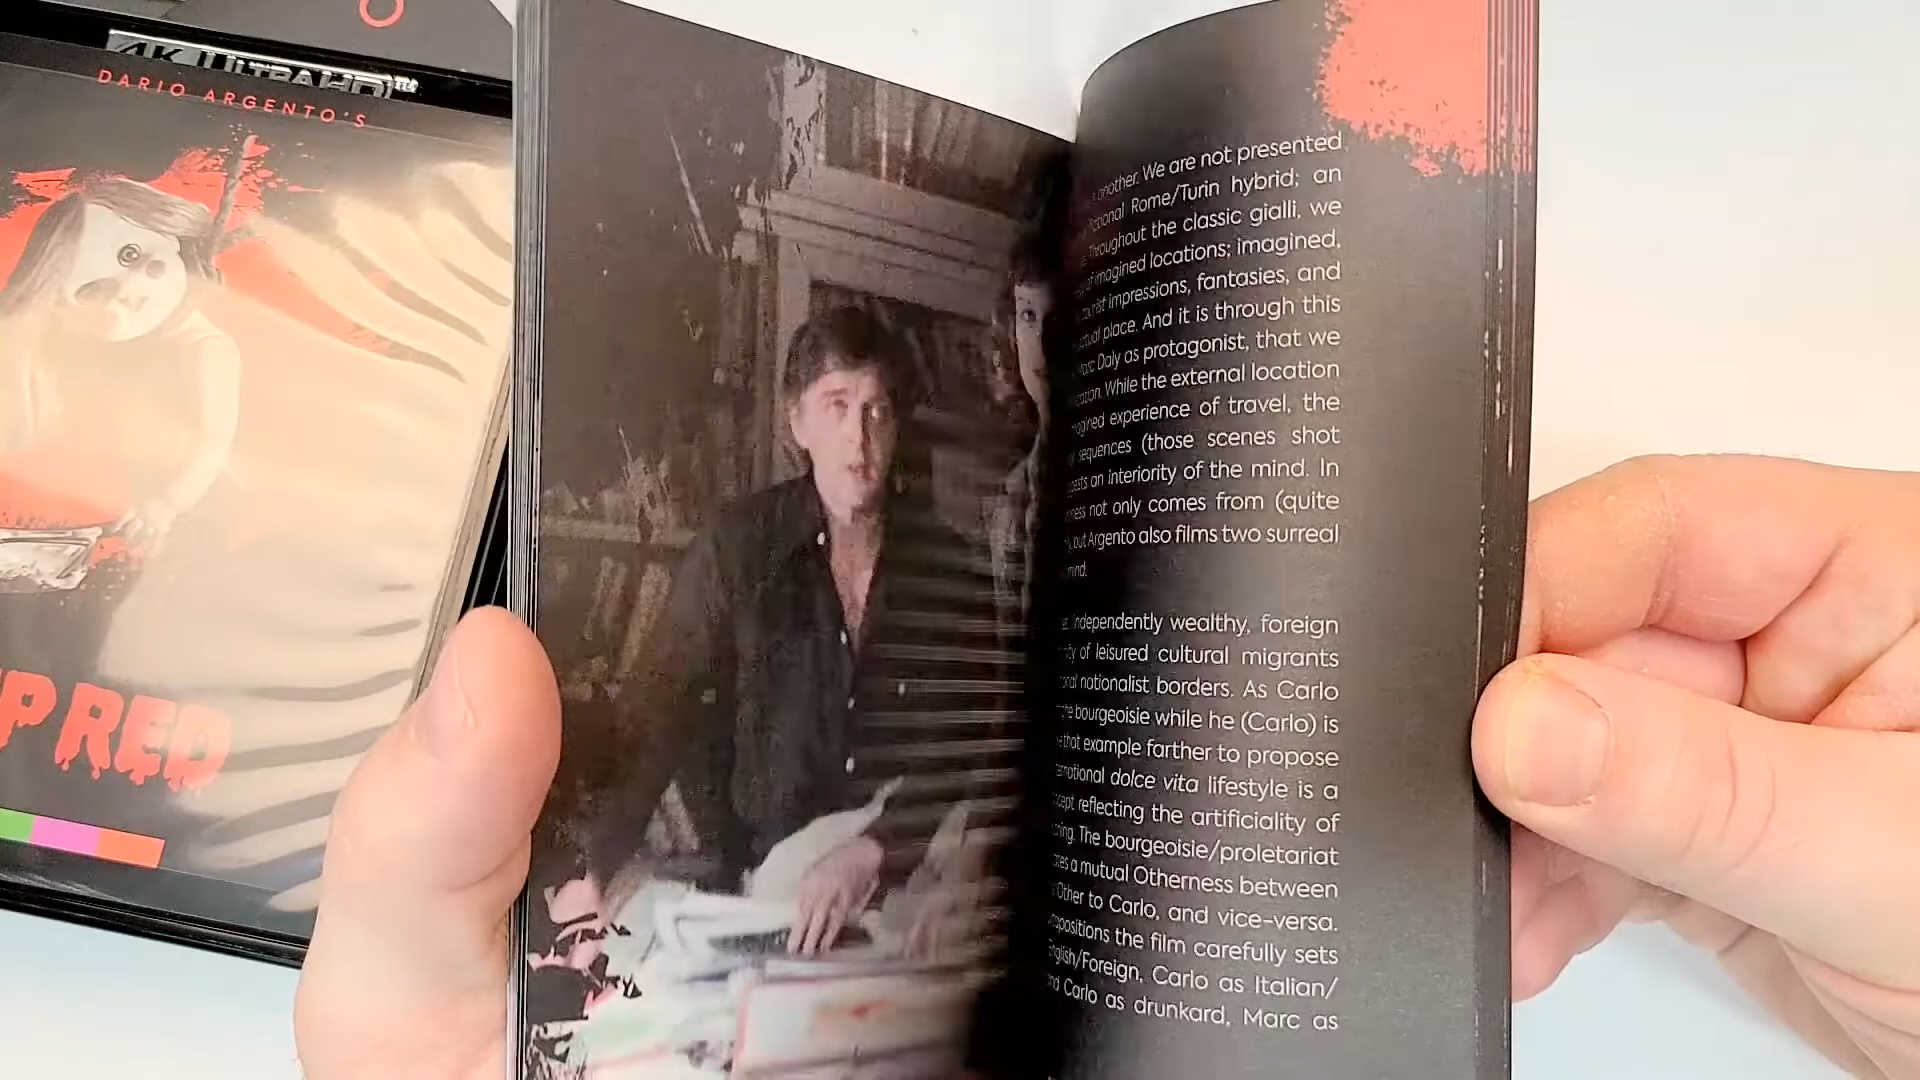 4K ULTRAHD™
DARIO ARGENTO'S
P RED
another. We are not presented
Rome/Turin hybrid; an
Throughout the classic gialli, we
of imagined locations; imagined,
impressions, fantasies, and
place. And it is through this
Daly as protagonist, that we
While the external location
experience of travel, the
sequences (those scenes shot
an interiority of the mind. In
not only comes from (quite
but Argento also films two surreal
mind.
independently wealthy, foreign
of leisured cultural migrants
nationalist borders. As Carlo
bourgeoisie while he (Carlo) is
that example farther to propose
dolce vita lifestyle is a
reflecting the artificiality of
The bourgeoisie/proletariat
a mutual Otherness between
Other to Carlo, and vice-versa.
the film carefully sets
English/Foreign, Carlo as Italian/
Carlo as drunkard, Marc as